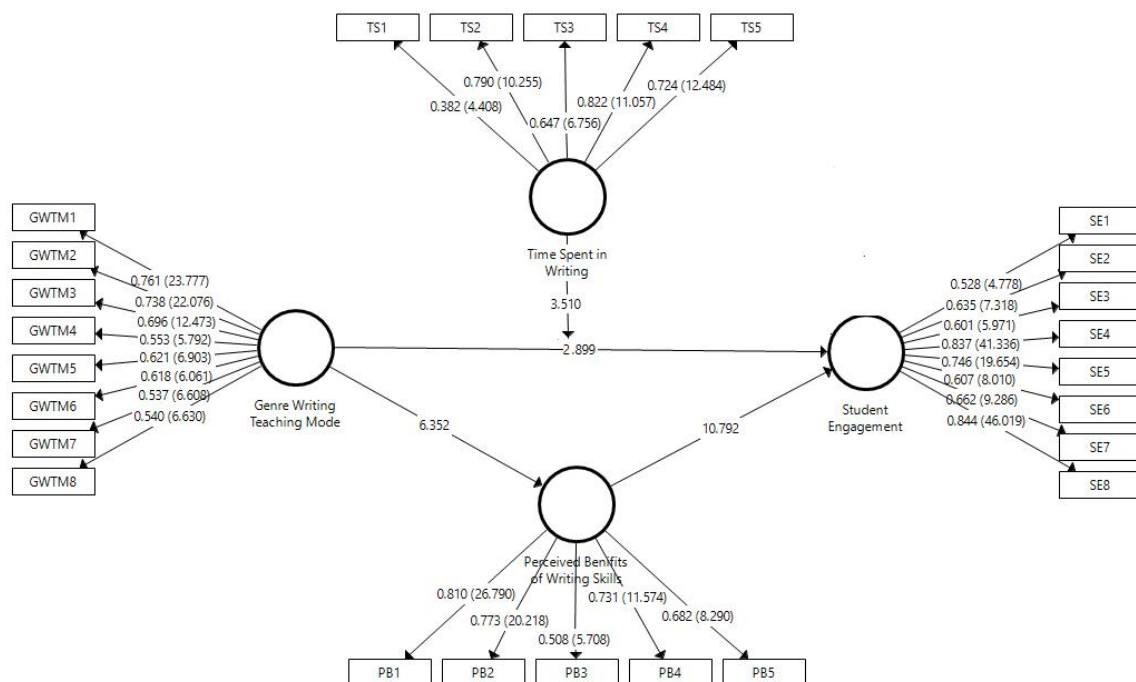 TS1
TS2
TS3
TS4
TS5
0.382 (4.408)
0.790 (10.255)
0.647 (6.756)
0.822 (11.057)
0.724 (12.484)
Time Spent in
Writing
3.510
GWTM1
GWTM2
GWTM3
GWTM4
GWTM5
GWTM6
GWTM7
GWTM8
0.761 (23.777)
0.738 (22.076)
0.696 (12.473)
0.553 (5.792)
0.621 (6.903)
0.618 (6.061)
0.537 (6.608)
0.540 (6.630)
Genre Writing
Teaching Mode
2.899
6.352
10.792
Student
Engagement
0.528 (4.778)
0.635 (7.318)
0.601 (5.971)
0.837 (41.336)
0.746 (19.654)
0.607 (8.010)
0.662 (9.286)
0.844 (46.019)
SE1
SE2
SE3
SE4
SE5
SE6
SE7
SE8
Perceived Benifits
of Writing Skills
0.810 (26.790)
0.773 (20.218)
0.508 (5.708)
0.731 (11.574)
0.682 (8.290)
PB1
PB2
PB3
PB4
PB5